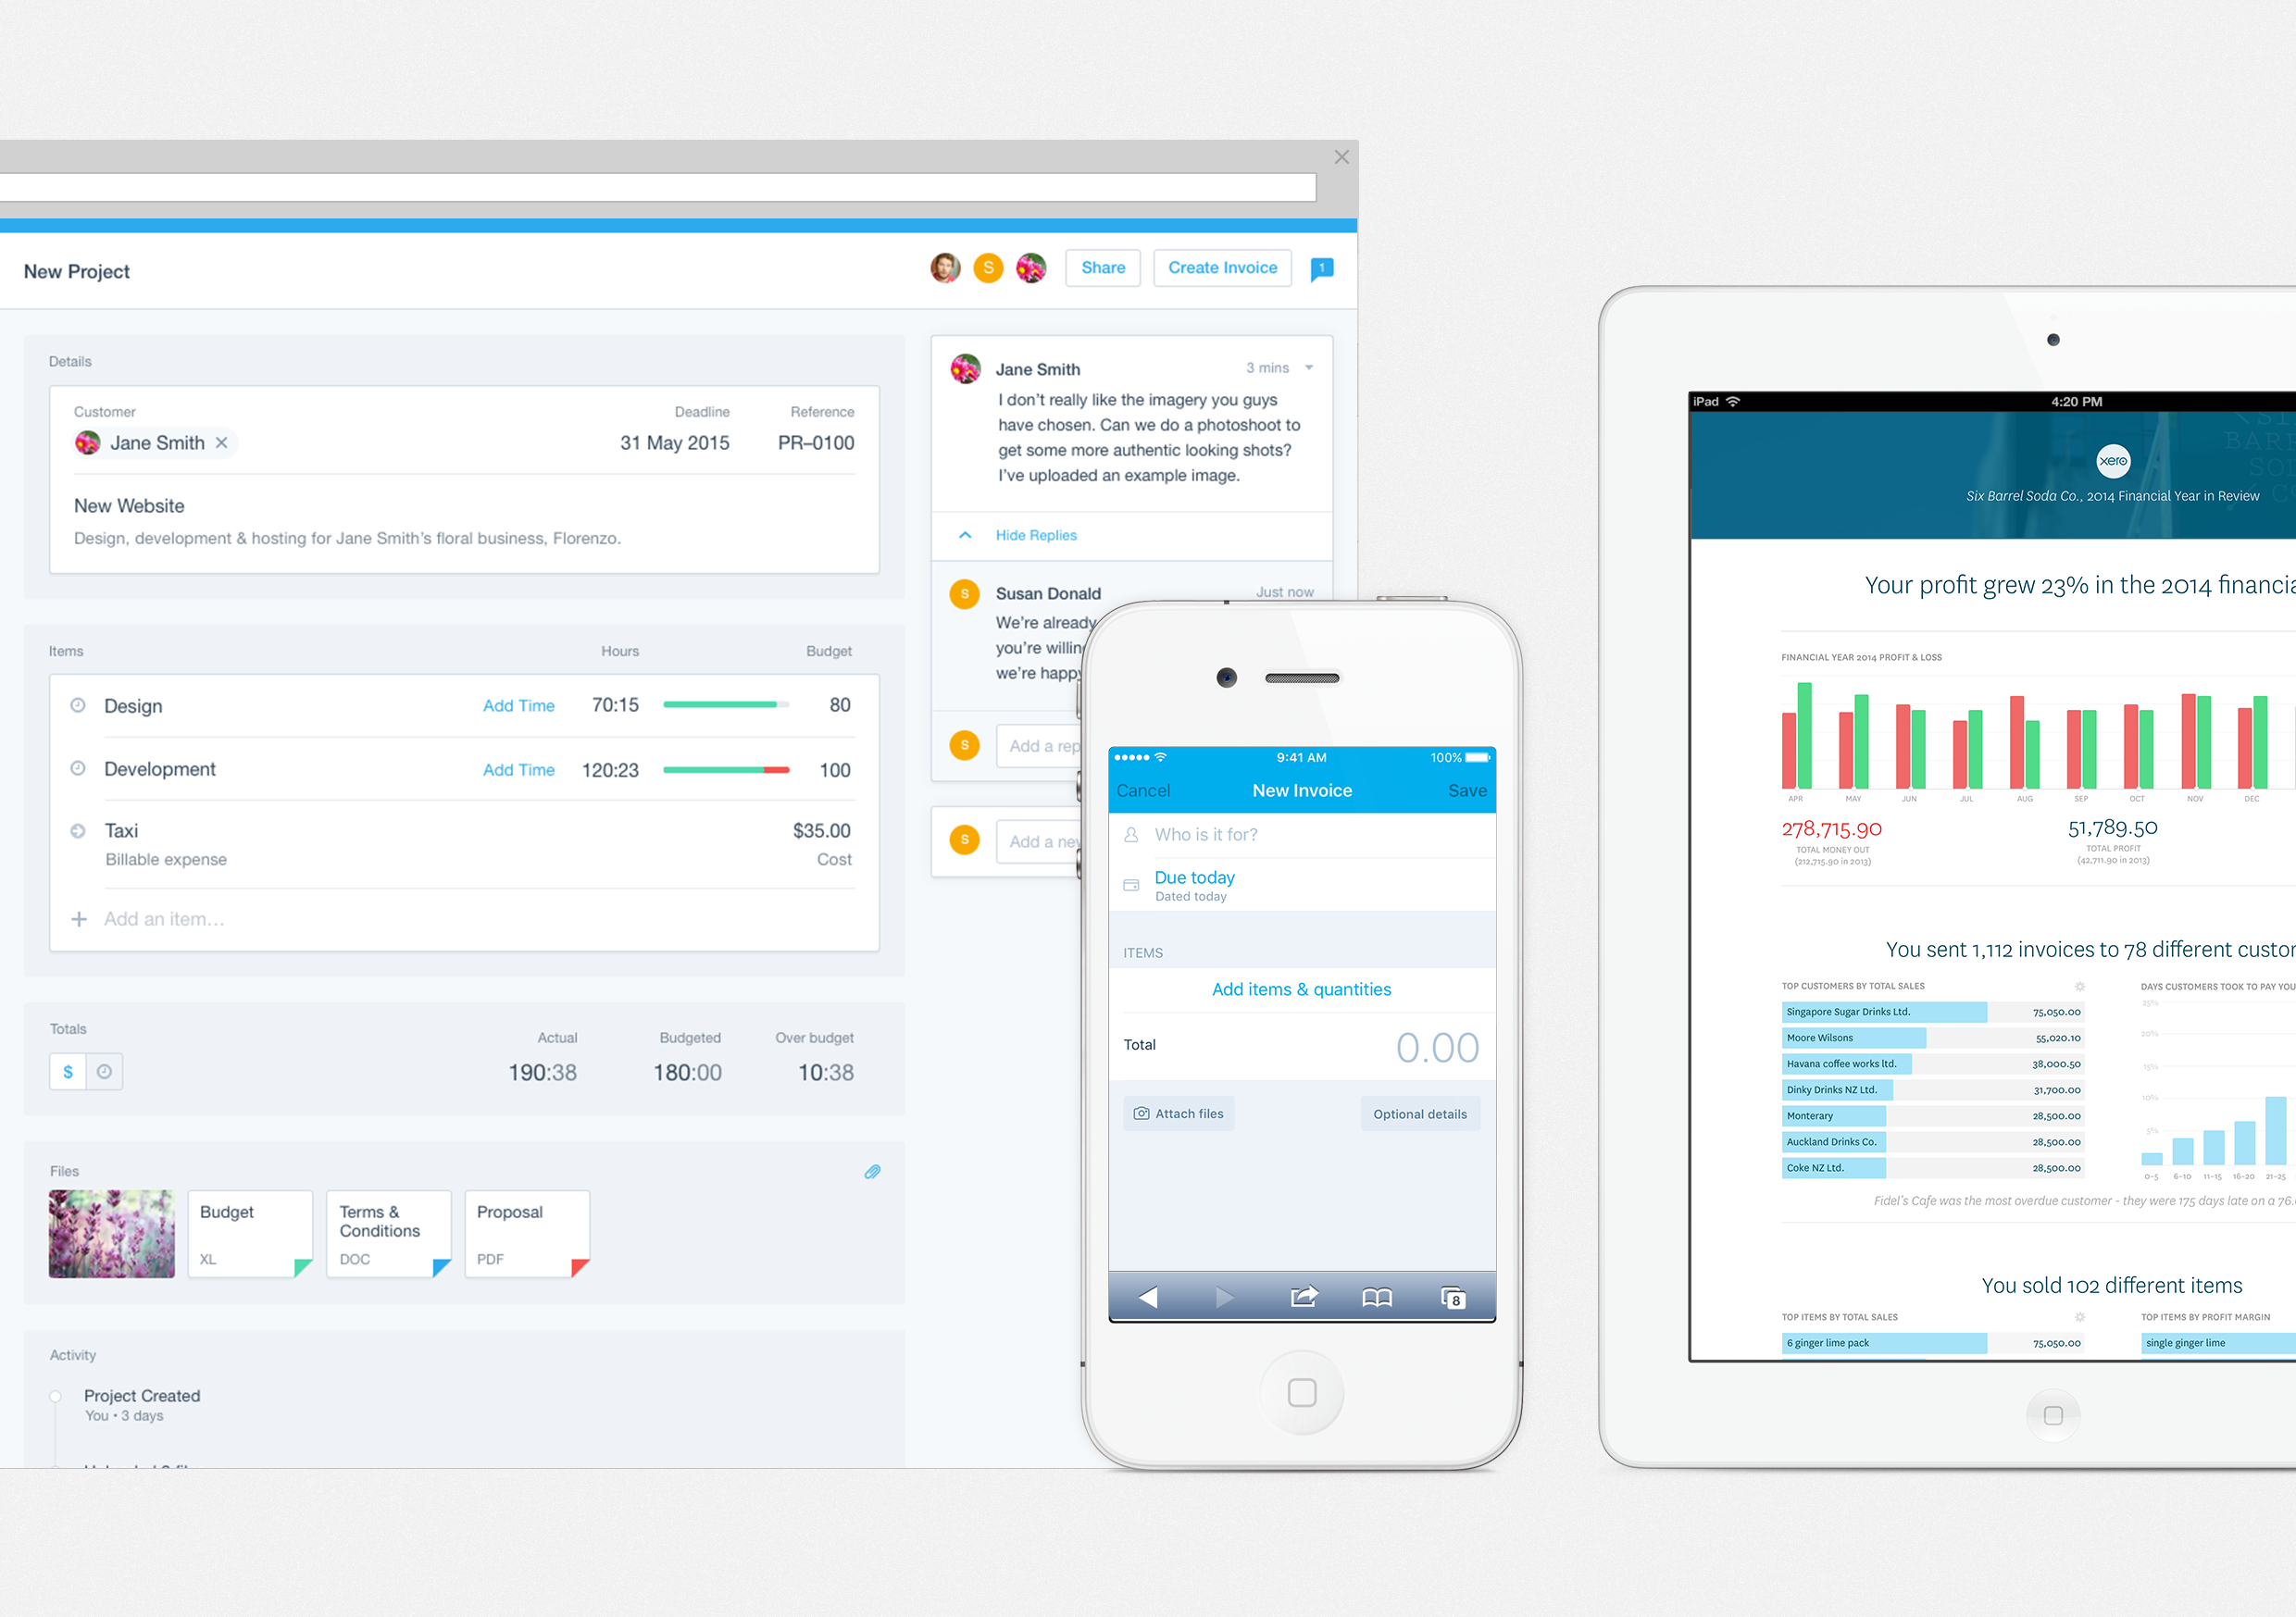 New Project
S
Share
Create Invoice
1
Details
Customer
Deadline
Reference
Jane Smith
31 May 2015
PR–0100
New Website
Design, development & hosting for Jane Smith’s floral business, Florenzo.
Items
Hours
Budget
Design
Add Time
70:15
80
Development
Add Time
120:23
100
Taxi
$35.00
Billable expense
Cost
Add an item...
Totals
Actual
Budgeted
Over budget
$
190:38
180:00
10:38
Files
Budget
XL
Terms &
Conditions
DOC
Proposal
PDF
Activity
Project Created
You • 3 days
Jane Smith
3 mins
I don’t really like the imagery you guys
have chosen. Can we do a photoshoot to
get some more authentic looking shots?
I’ve uploaded an example image.
Hide Replies
S
Susan Donald
Just now
We’re already
you’re
we’re happy
S
Add a
S
Add a
9:41 AM
100%
Cancel
New Invoice
Save
Who is it for?
Due today
Dated today
ITEMS
Add items & quantities
Total
0.00
Attach files
Optional details
8
iPad
4:20 PM
xero
Six Barrel Soda Co., 2014 Financial Year in Review
Your profit grew 23% in the 2014
FINANCIAL YEAR 2014 PROFIT & LOSS
APR
MAY
JUN
JUL
AUG
SEP
OCT
NOV
DEC
278,715.90
TOTAL MONEY OUT
(212,715.90 in 2013)
51,789.50
TOTAL PROFIT
(42,711.90 in 2013)
You sent 1,112 invoices to 78 different
TOP CUSTOMERS BY TOTAL SALES
Singapore Sugar Drinks Ltd.
75,050.00
Moore Wilsons
55,020.10
Havana coffee works ltd.
38,000.50
Dinky Drinks NZ Ltd.
31,700.00
Monterary
28,500.00
Auckland Drinks Co.
28,500.00
Coke NZ Ltd.
28,500.00
DAYS CUSTOMERS TOOK TO PAY
25%
20%
15%
10%
5%
0-5
6-10
11-15
16-20
21-25
Fidel’s Cafe was the most overdue customer - they were 175 days late on a
You sold 102 different items
TOP ITEMS BY TOTAL SALES
6 ginger lime pack
75,050.00
TOP ITEMS BY PROFIT MARGIN
single ginger lime